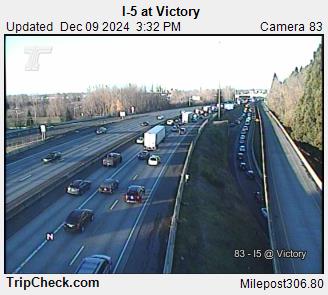 I-5 at Victory
Updated Dec 09 2024 3:32 PM Camera 83
N
83 - I5 @ Victory
TripCheck.com Milepost306.80